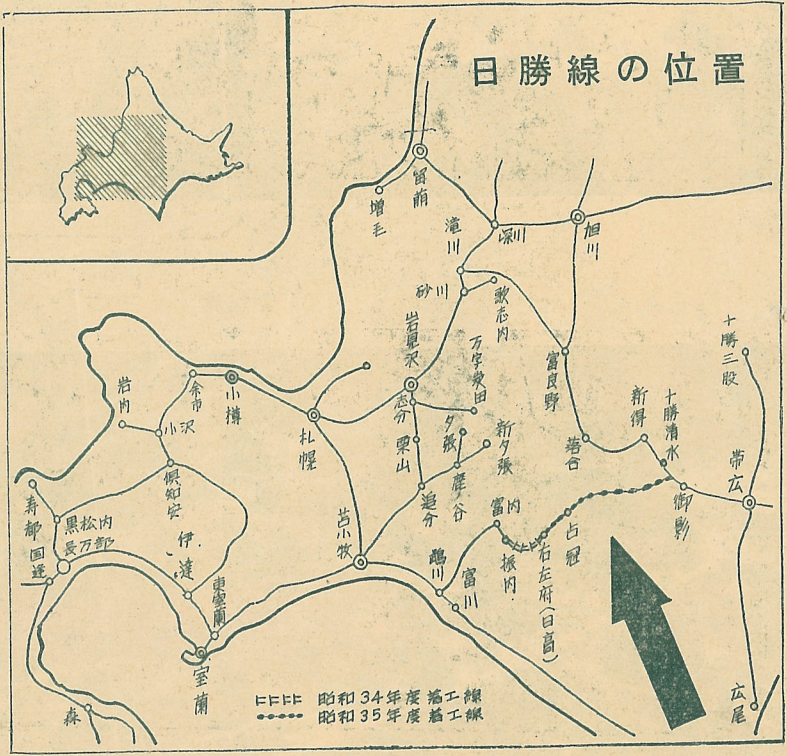 日勝線の位置
留萌
増毛
滝川
深川
旭川
砂川
歌志内
岩見沢
万字炭田
富良野
十勝三股
岩内
余市
小樽
小沢
札幌
志文
栗山
夕張
新夕張
落合
新得
十勝清水
倶知安
追分
帯広
御影
寿都
黒松内
長万部
国縫
伊達
東室蘭
苫小牧
鵡川
富川
富内
振内
右左府(日高)
占冠
室蘭
森
広尾
昭和34年度着工線
昭和35年度着工線